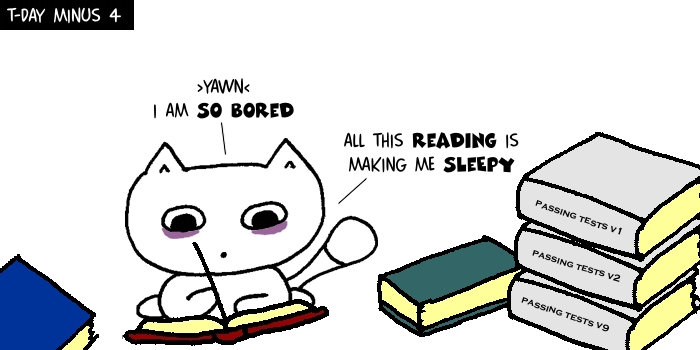 T-DAY MINUS 4
>YAWN<
I AM SO BORED
ALL THIS READING IS
MAKING ME SLEEPY
PASSING TESTS V1
PASSING TESTS V2
PASSING TESTS V9